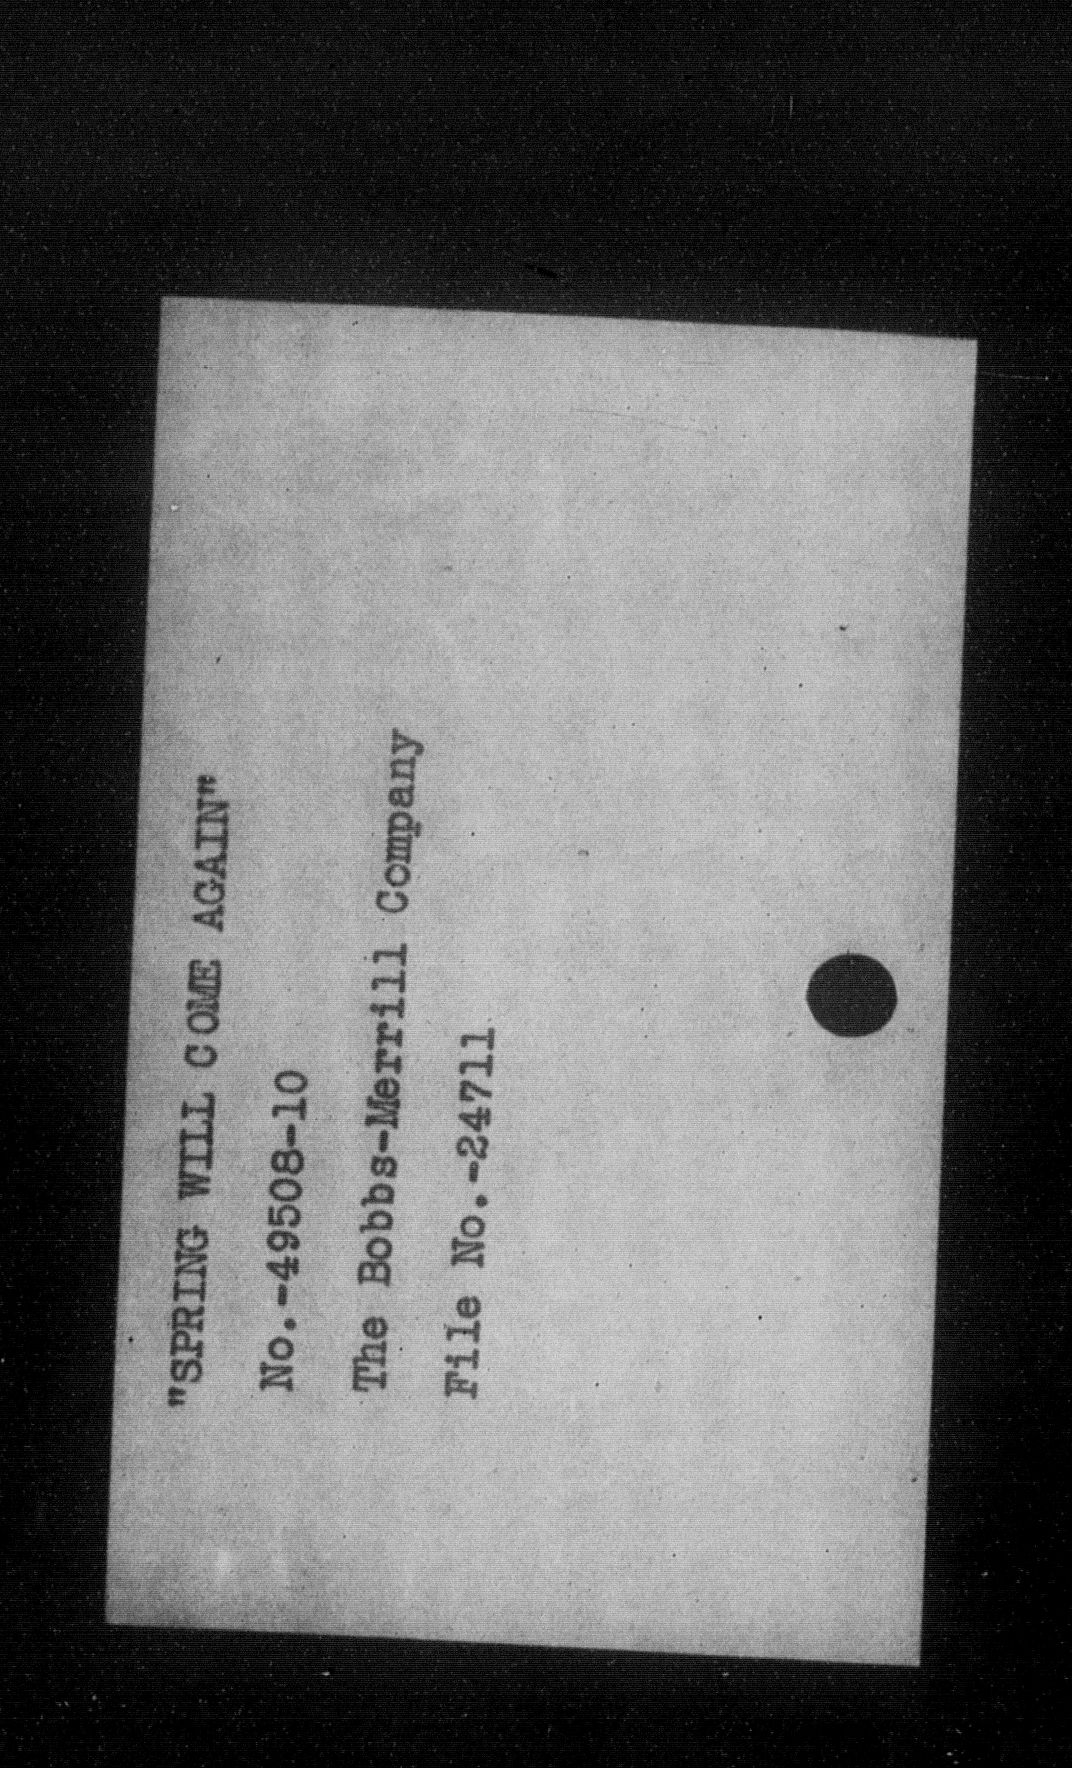 "SPRING WILL COME AGAIN"
No.-49508-10
The Bobbs-Merrill Company
File No.-24711